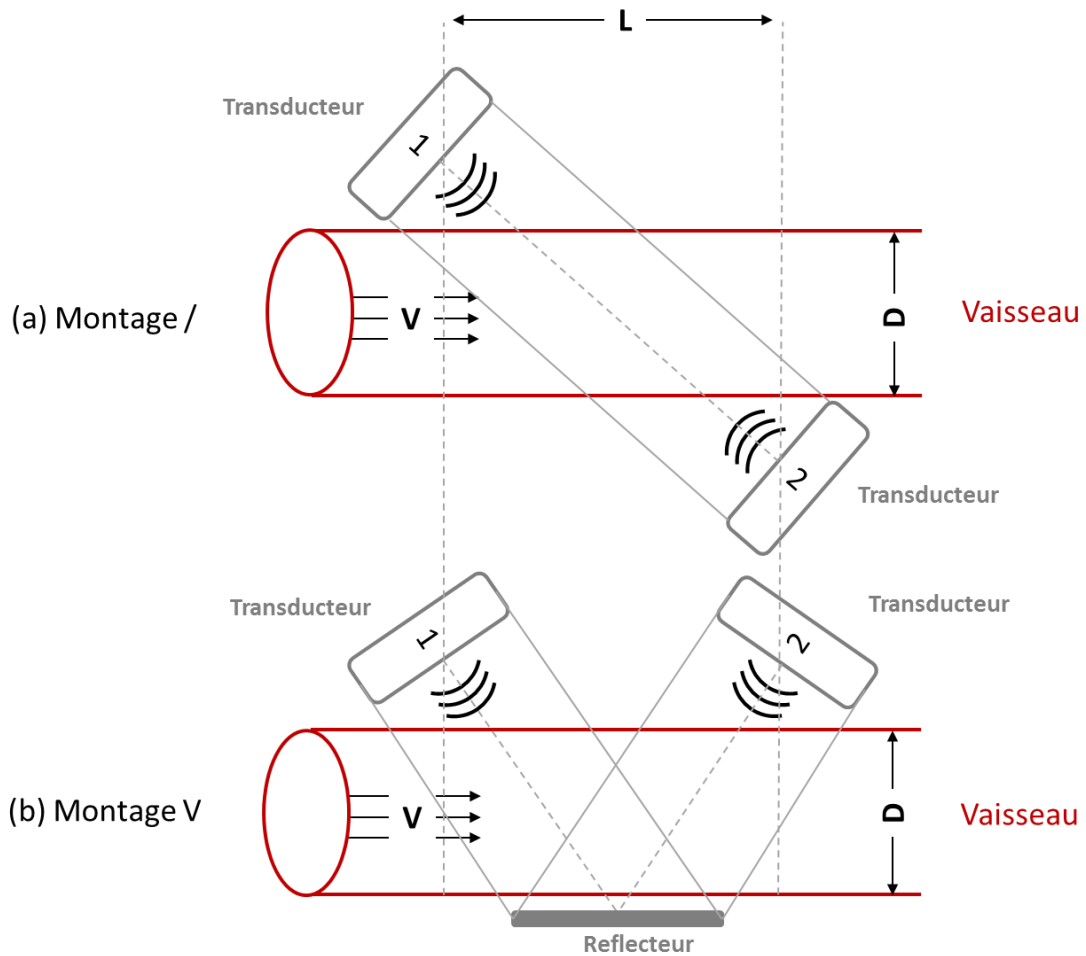 L
Transducteur
1
(a) Montage /
V
D
Vaisseau
2
Transducteur
Transducteur
1
2
Transducteur
(b) Montage V
V
D
Vaisseau
Reflecteur